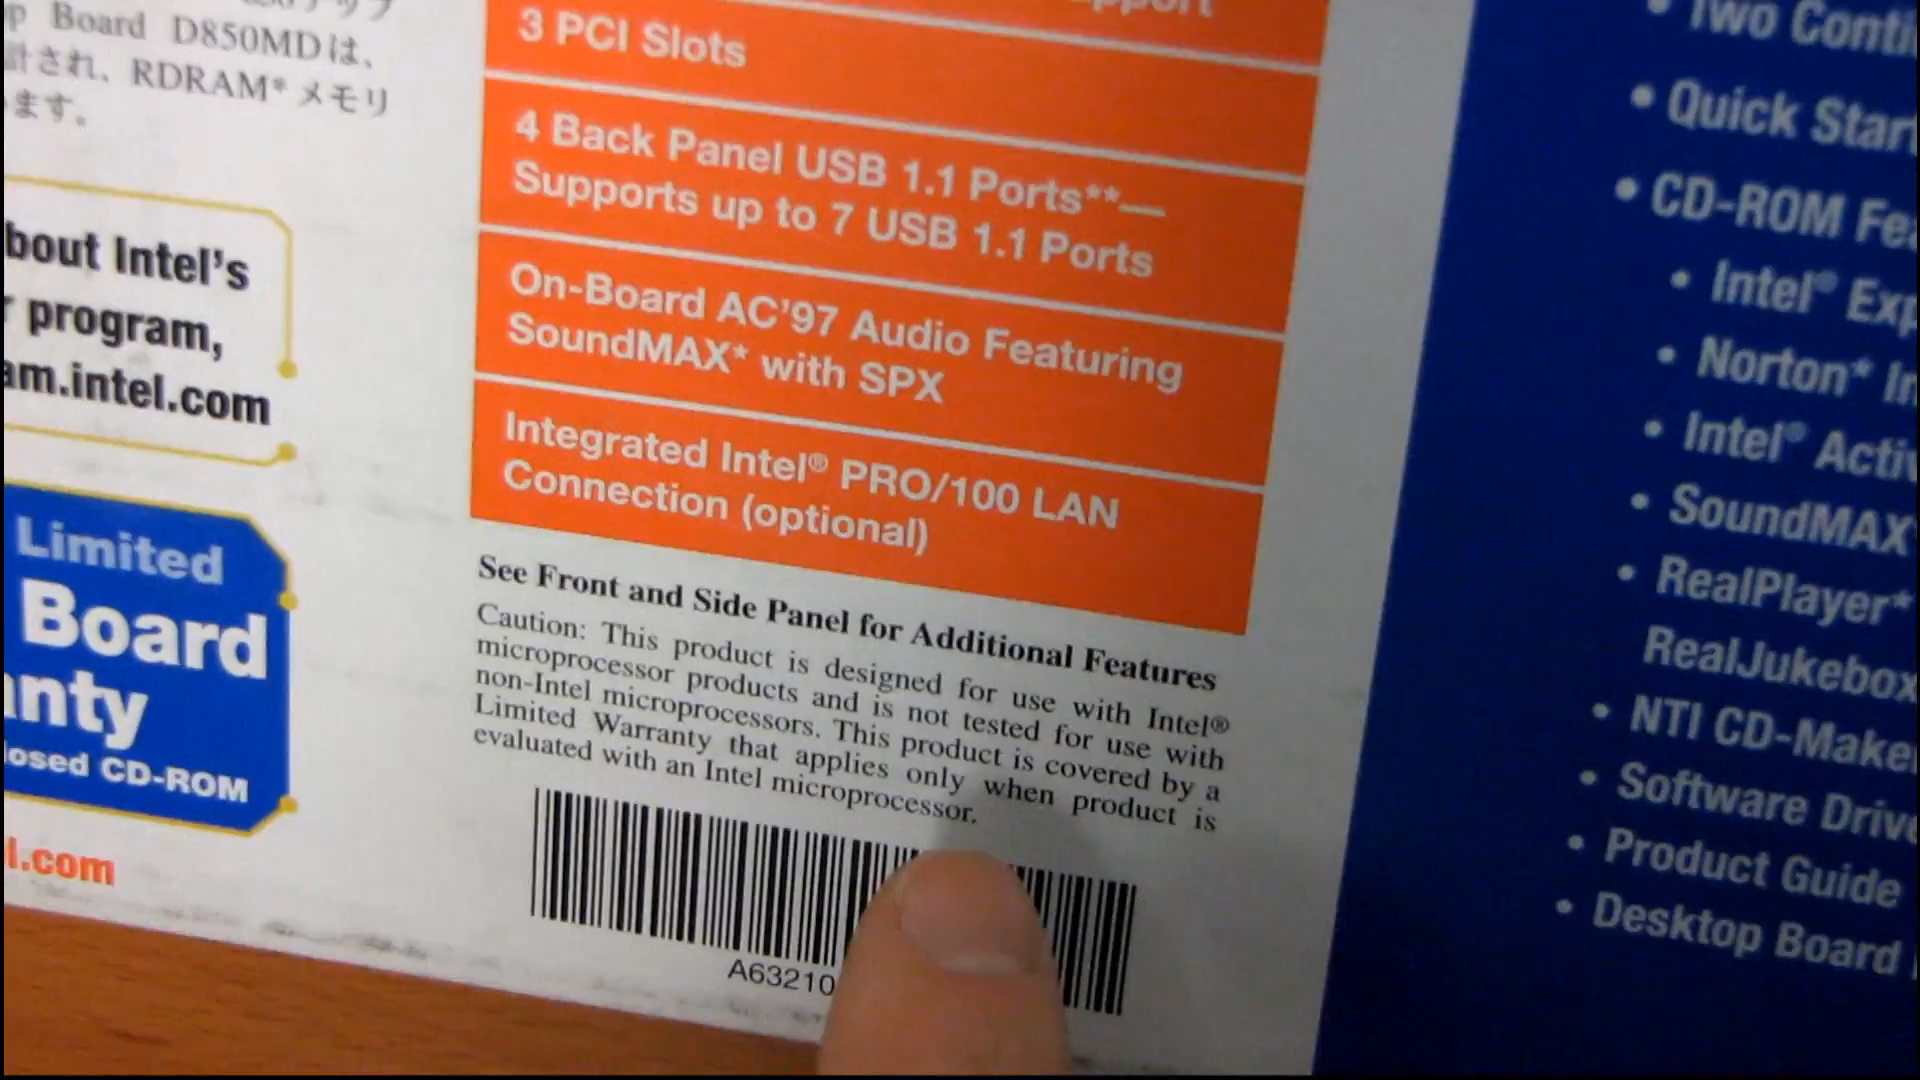 Board D850MDは、
計され、RDRAM* メモリ
ます。
bout Intel's
program,
am.intel.com
Limited
Board
nty
osed CD-ROM
l.com
3 PCI Slots
4 Back Panel USB 1.1 Ports**—
Supports up to 7 USB 1.1 Ports
On-Board AC'97 Audio Featuring
SoundMAX* with SPX
Integrated Intel® PRO/100 LAN
Connection (optional)
See Front and Side Panel for Additional Features
Caution: This product is designed for use with Intel®
microprocessor products and is not tested for use with
non-Intel microprocessors. This product is covered by a
Limited Warranty that applies only when product is
evaluated with an Intel microprocessor.
A63210
• Two Conti
• Quick Star
• CD-ROM Fea
• Intel® Exp
• Norton* In
• Intel® Activ
• SoundMAX
• RealPlayer*
RealJukebox
• NTI CD-Make
• Software Drive
• Product Guide
• Desktop Board